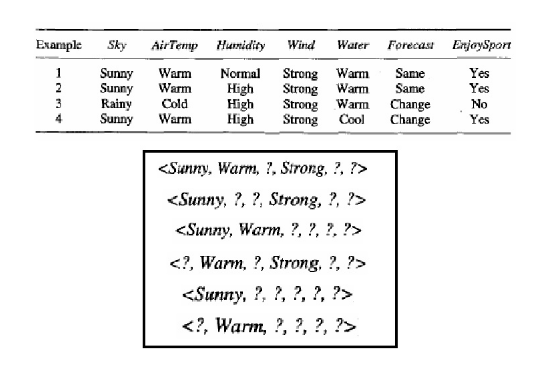 Example Sky AirTemp Humidity Wind Water Forecast EnjoySport
1 Sunny Warm Normal Strong Warm Same Yes
2 Sunny Warm High Strong Warm Same Yes
3 Rainy Cold High Strong Warm Change No
4 Sunny Warm High Strong Cool Change Yes
<Sunny, Warm, ?, Strong, ?, ?>
<Sunny, ?, ?, Strong, ?, ?>
<Sunny, Warm, ?, ?, ?, ?>
<?, Warm, ?, Strong, ?, ?>
<Sunny, ?, ?, ?, ?, ?>
<?, Warm, ?, ?, ?, ?>